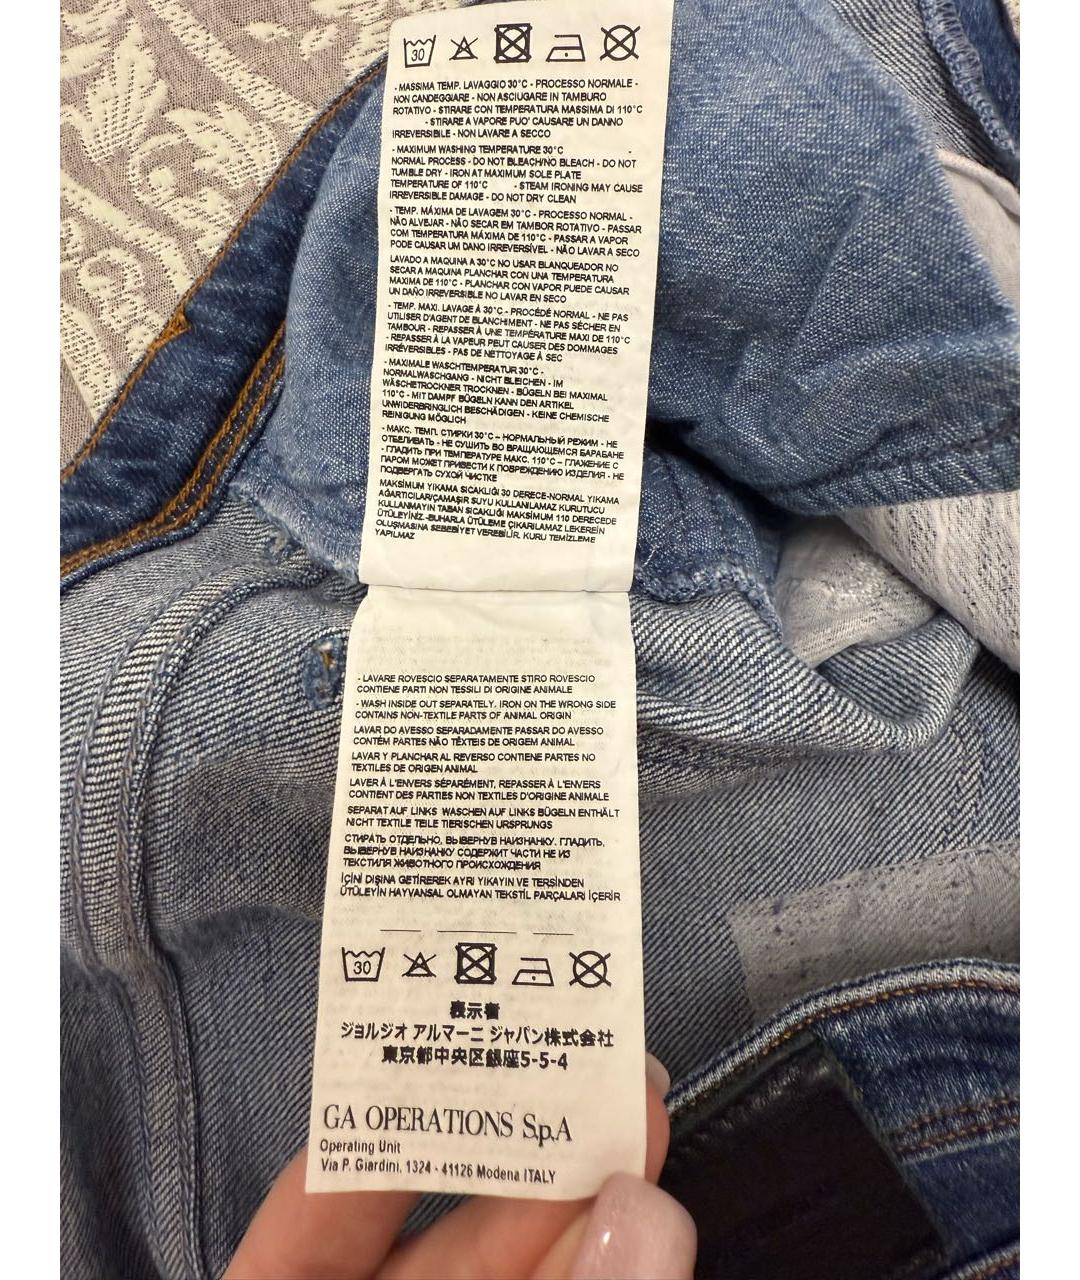 30
- MASSIMA TEMP. LAVAGGIO 30°C - PROCESSO NORMALE -
NON CANDEGGIARE - NON ASCIUGARE IN TAMBURO
ROTATIVO - STIRARE CON TEMPERATURA MASSIMA DI 110°C
- STIRARE A VAPORE PUO' CAUSARE UN DANNO
IRREVERSIBILE - NON LAVARE A SECCO
- MAXIMUM WASHING TEMPERATURE 30°C -
NORMAL PROCESS - DO NOT BLEACH/NO BLEACH - DO NOT
TUMBLE DRY - IRON AT MAXIMUM SOLE PLATE
TEMPERATURE OF 110°C - STEAM IRONING MAY CAUSE
IRREVERSIBLE DAMAGE - DO NOT DRY CLEAN
- TEMP. MÁXIMA DE LAVAGEM 30°C - PROCESSO NORMAL -
NÃO ALVEJAR - NÃO SECAR EM TAMBOR ROTATIVO - PASSAR
COM TEMPERATURA MÁXIMA DE 110°C - PASSAR A VAPOR
PODE CAUSAR UM DANO IRREVERSÍVEL - NÃO LAVAR A SECO
LAVADO A MAQUINA A 30°C NO USAR BLANQUEADOR NO
SECAR A MAQUINA PLANCHAR CON UNA TEMPERATURA
MAXIMA DE 110°C - PLANCHAR CON VAPOR PUEDE CAUSAR
UN DAÑO IRREVERSIBLE NO LAVAR EN SECO
- TEMP. MAXI. LAVAGE À 30°C - PROCÉDÉ NORMAL - NE PAS
UTILISER D'AGENT DE BLANCHIMENT - NE PAS SÉCHER EN
TAMBOUR - REPASSER À UNE TEMPÉRATURE MAXI DE 110°C
- REPASSER À LA VAPEUR PEUT CAUSER DES DOMMAGES
IRRÉVERSIBLES - PAS DE NETTOYAGE À SEC
- MAXIMALE WASCHTEMPERATUR 30°C -
NORMALWASCHGANG - NICHT BLEICHEN - IM
WÄSCHETROCKNER TROCKNEN - BÜGELN BEI MAXIMAL
110°C - MIT DAMPF BÜGELN KANN DEN ARTIKEL
UNWIDERBRINGLICH BESCHÄDIGEN - KEINE CHEMISCHE
REINIGUNG MÖGLICH
- МАКС. ТЕМП. СТИРКИ 30°C – НОРМАЛЬНЫЙ РЕЖИМ - НЕ
ОТБЕЛИВАТЬ - НЕ СУШИТЬ ВО ВРАЩАЮЩЕМСЯ БАРАБАНЕ
- ГЛАДИТЬ ПРИ ТЕМПЕРАТУРЕ МАКС. 110°C – ГЛАЖЕНИЕ С
ПАРОМ МОЖЕТ ПРИВЕСТИ К ПОВРЕЖДЕНИЮ ИЗДЕЛИЯ - НЕ
ПОДВЕРГАТЬ СУХОЙ ЧИСТКЕ
MAKSİMUM YIKAMA SICAKLIĞI 30 DERECE-NORMAL YIKAMA
AĞARTICILAR/ÇAMAŞIR SUYU KULLANILAMAZ KURUTUCU
KULLANMAYIN TABAN SICAKLIĞI MAKSİMUM 110 DERECEDE
ÜTÜLEYİNİZ.-BUHARLA ÜTÜLEME ÇIKARILAMAZ LEKEREİN
OLUŞMASINA SEBEBİYET VEREBİLİR. KURU TEMİZLEME
YAPILMAZ
- LAVARE ROVESCIO SEPARATAMENTE STIRO ROVESCIO
CONTIENE PARTI NON TESSILI DI ORIGINE ANIMALE
- WASH INSIDE OUT SEPARATELY. IRON ON THE WRONG SIDE
CONTAINS NON-TEXTILE PARTS OF ANIMAL ORIGIN
LAVAR DO AVESSO SEPARADAMENTE PASSAR DO AVESSO
CONTÉM PARTES NÃO TÊXTEIS DE ORIGEM ANIMAL
LAVAR Y PLANCHAR AL REVERSO CONTIENE PARTES NO
TEXTILES DE ORIGEN ANIMAL
LAVER À L'ENVERS SÉPARÉMENT, REPASSER À L'ENVERS
CONTIENT DES PARTIES NON TEXTILES D'ORIGINE ANIMALE
SEPARAT AUF LINKS WASCHEN AUF LINKS BÜGELN ENTHÄLT
NICHT TEXTILE TEILE TIERISCHEN URSPRUNGS
СТИРАТЬ ОТДЕЛЬНО, ВЫВЕРНУВ НАИЗНАНКУ. ГЛАДИТЬ,
ВЫВЕРНУВ НАИЗНАНКУ СОДЕРЖИТ ЧАСТИ НЕ ИЗ
ТЕКСТИЛЯ ЖИВОТНОГО ПРОИСХОЖДЕНИЯ
İÇİNİ DIŞINA GETİREREK AYRI YIKAYIN VE TERSİNDEN
ÜTÜLEYİN HAYVANSAL OLMAYAN TEKSTİL PARÇALARI İÇERİR
30
表示者
ジョルジオ アルマーニ ジャパン株式会社
東京都中央区銀座5-5-4
GA OPERATIONS S.p.A
Operating Unit
Via P. Giardini, 1324 - 41126 Modena ITALY